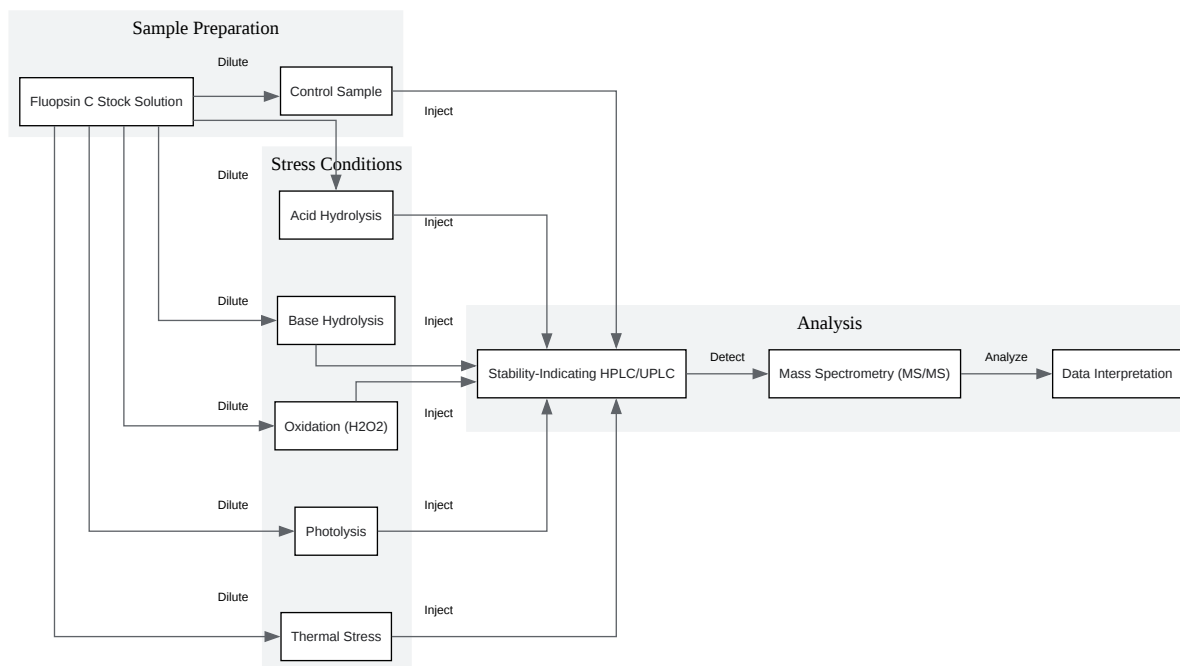 Sample Preparation
Dilute
Fluopsin C Stock Solution
Control Sample
Inject
Stress Conditions
Dilute
Acid Hydrolysis
Inject
Dilute
Base Hydrolysis
Inject
Analysis
Stability-Indicating HPLC/UPLC
Detect
Mass Spectrometry (MS/MS)
Analyze
Data Interpretation
Dilute
Oxidation (H2O2)
Inject
Dilute
Photolysis
Inject
Dilute
Thermal Stress
Inject